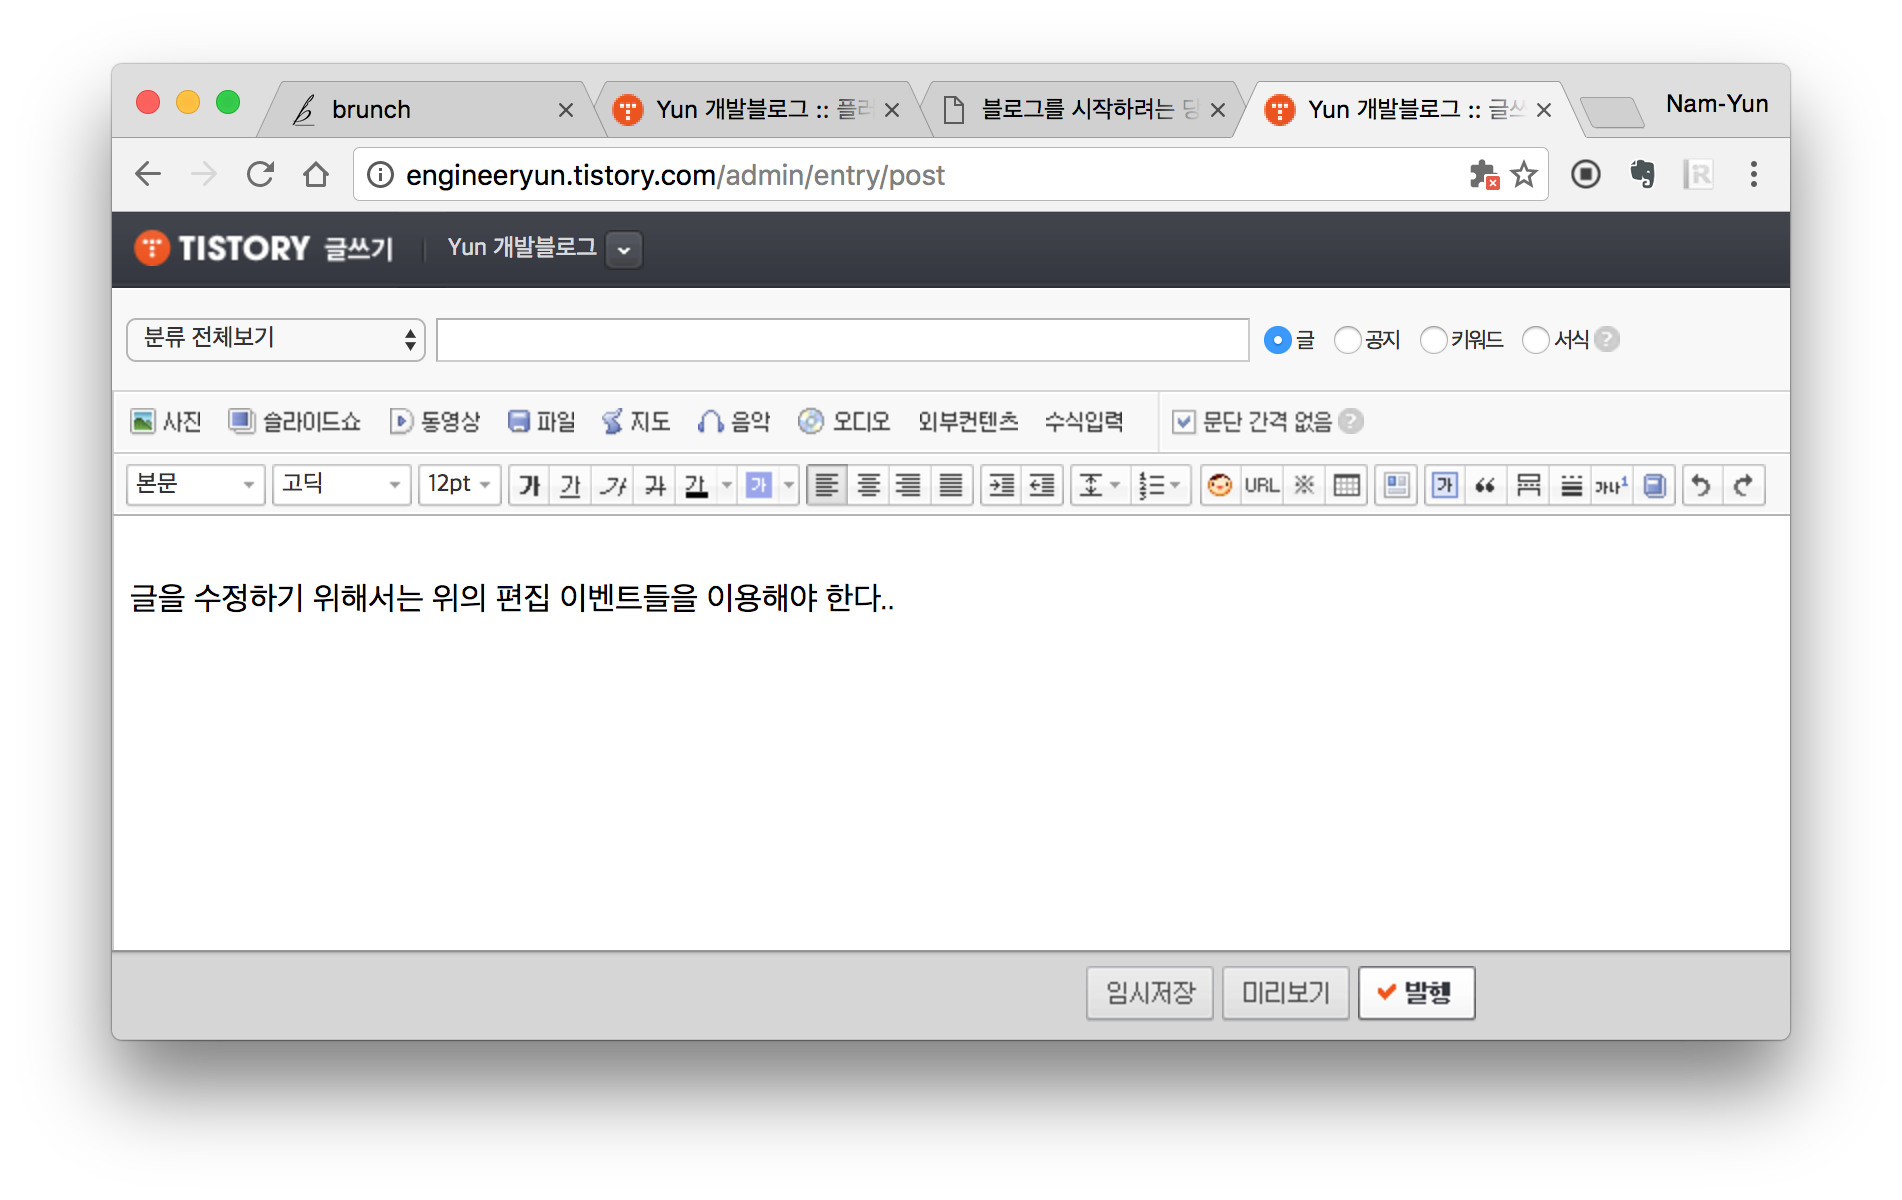 brunch
Yun 개발블로그 :: 플러
블로그를 시작하려는 당
Yun 개발블로그 :: 글쓰
Nam-Yun
engineeryun.tistory.com/admin/entry/post
TISTORY 글쓰기
Yun 개발블로그
분류 전체보기
글 공지 키워드 서식 ?
사진 슬라이드쇼 동영상 파일 지도 음악 오디오 외부컨텐츠 수식입력 문단 간격 없음 ?
본문 고딕 12pt 가 가 가 가 가 가 URL ※ 가 “ 가나1
글을 수정하기 위해서는 위의 편집 이벤트들을 이용해야 한다..
임시저장 미리보기 발행